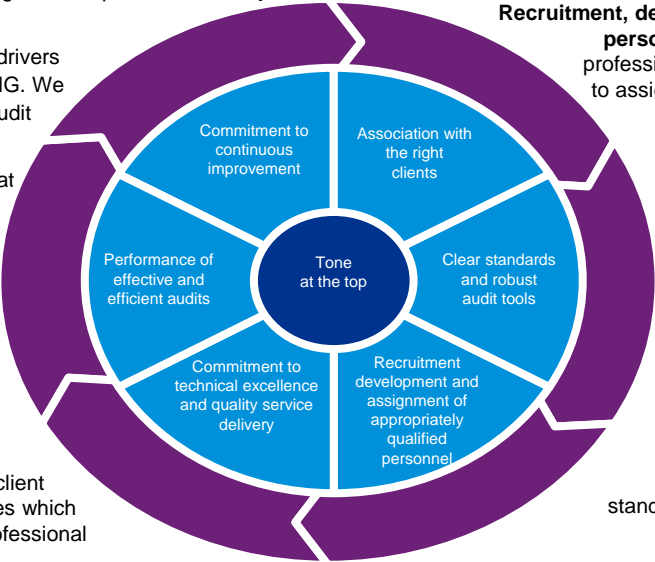 Recruitment, de
perso
professi
to assig
drivers
IG. We
udit
at
Commitment to
continuous
improvement
Association with
the right
clients
Performance of
effective and
efficient audits
Tone
at the top
Clear standards
and robust
audit tools
Commitment to
technical excellence
and quality service
delivery
Recruitment
development and
assignment of
appropriately
qualified
personnel
client
es which
ofessional
stand